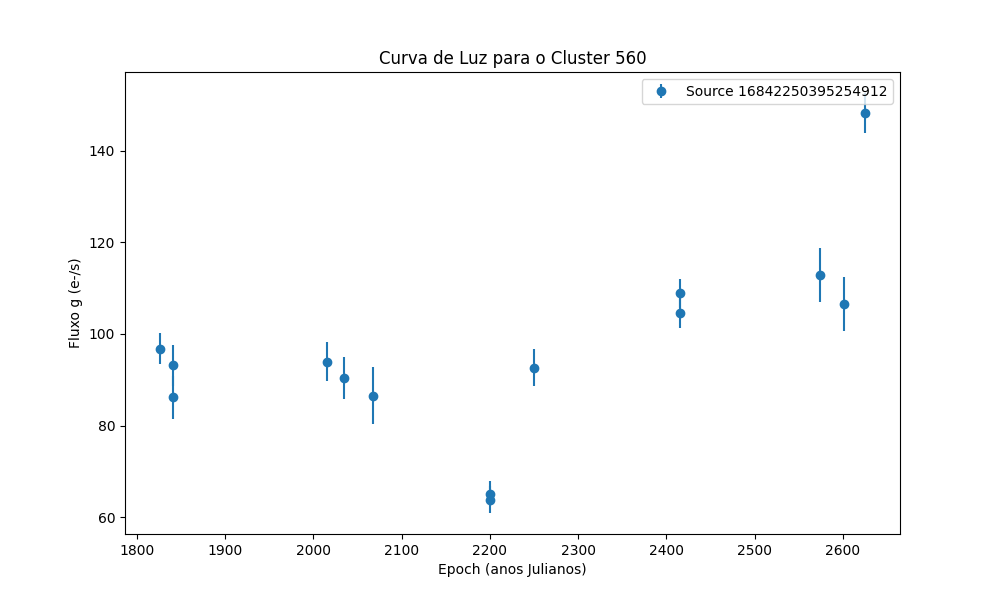 Curva de Luz para o Cluster 560
Source 16842250395254912
140
120
100
80
60
Fluxo g (e-/s)
1800 1900 2000 2100 2200 2300 2400 2500 2600
Epoch (anos Julianos)